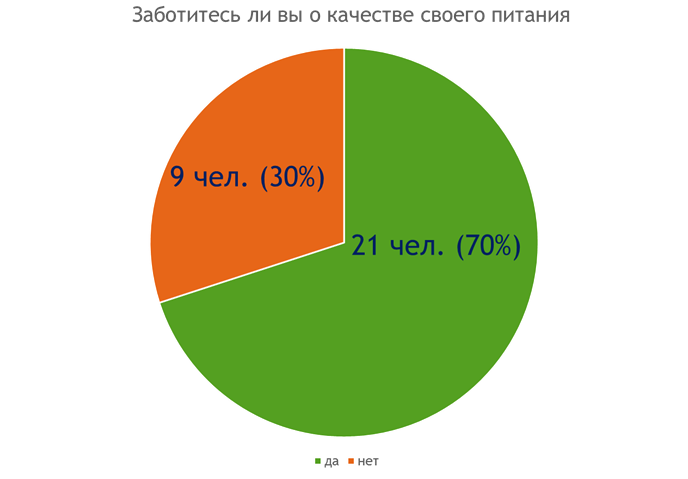 Заботитесь ли вы о качестве своего питания
9 чел. (30%)
21 чел. (70%)
да нет